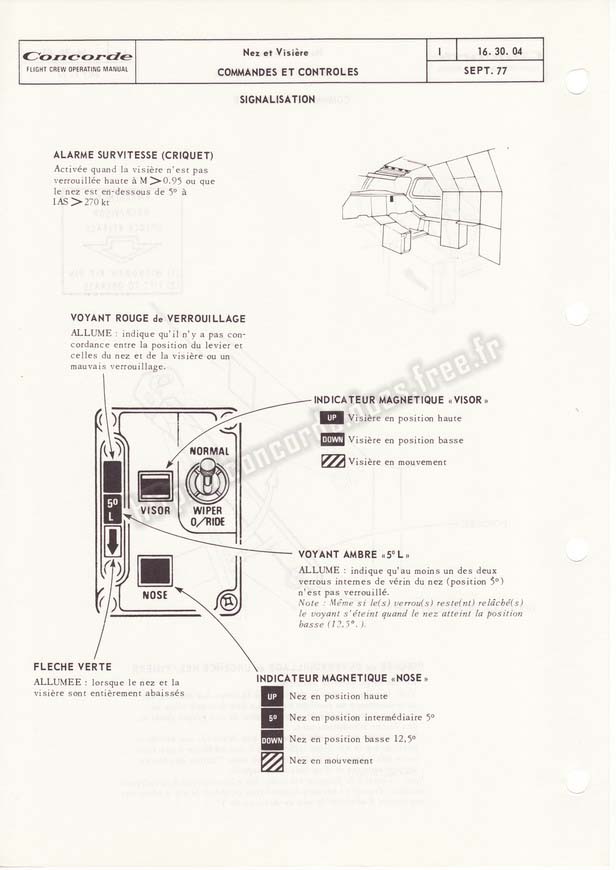 Concorde
FLIGHT CREW OPERATING MANUAL
Nez et Visière
COMMANDES ET CONTROLES
I
16. 30. 04
SEPT. 77
SIGNALISATION
ALARME SURVITESSE (CRIQUET)
Activée quand la visière n'est pas
verrouillée haute à M > 0.95 ou que
le nez est en-dessous de 5° à
IAS > 270 kt
VOYANT ROUGE de VERROUILLAGE
ALLUME : indique qu'il n'y a pas con-
cordance entre la position du levier et
celles du nez et de la visière ou un
mauvais verrouillage.
INDICATEUR MAGNETIQUE «VISOR»
UP Visière en position haute
DOWN Visière en position basse
Visière en mouvement
NORMAL
5°
L
VISOR
WIPER
O/RIDE
NOSE
VOYANT AMBRE «5° L»
ALLUME : indique qu'au moins un des deux
verrous internes de vérin du nez (position 5°)
n'est pas verrouillé.
Note : Même si le(s) verrou(s) reste(nt) relâché(s)
le voyant s'éteint quand le nez atteint la position
basse (12,5°. ).
FLECHE VERTE
ALLUMEE : lorsque le nez et la
visière sont entièrement abaissés
INDICATEUR MAGNETIQUE «NOSE»
UP Nez en position haute
5° Nez en position intermédiaire 5°
DOWN Nez en position basse 12,5°
Nez en mouvement